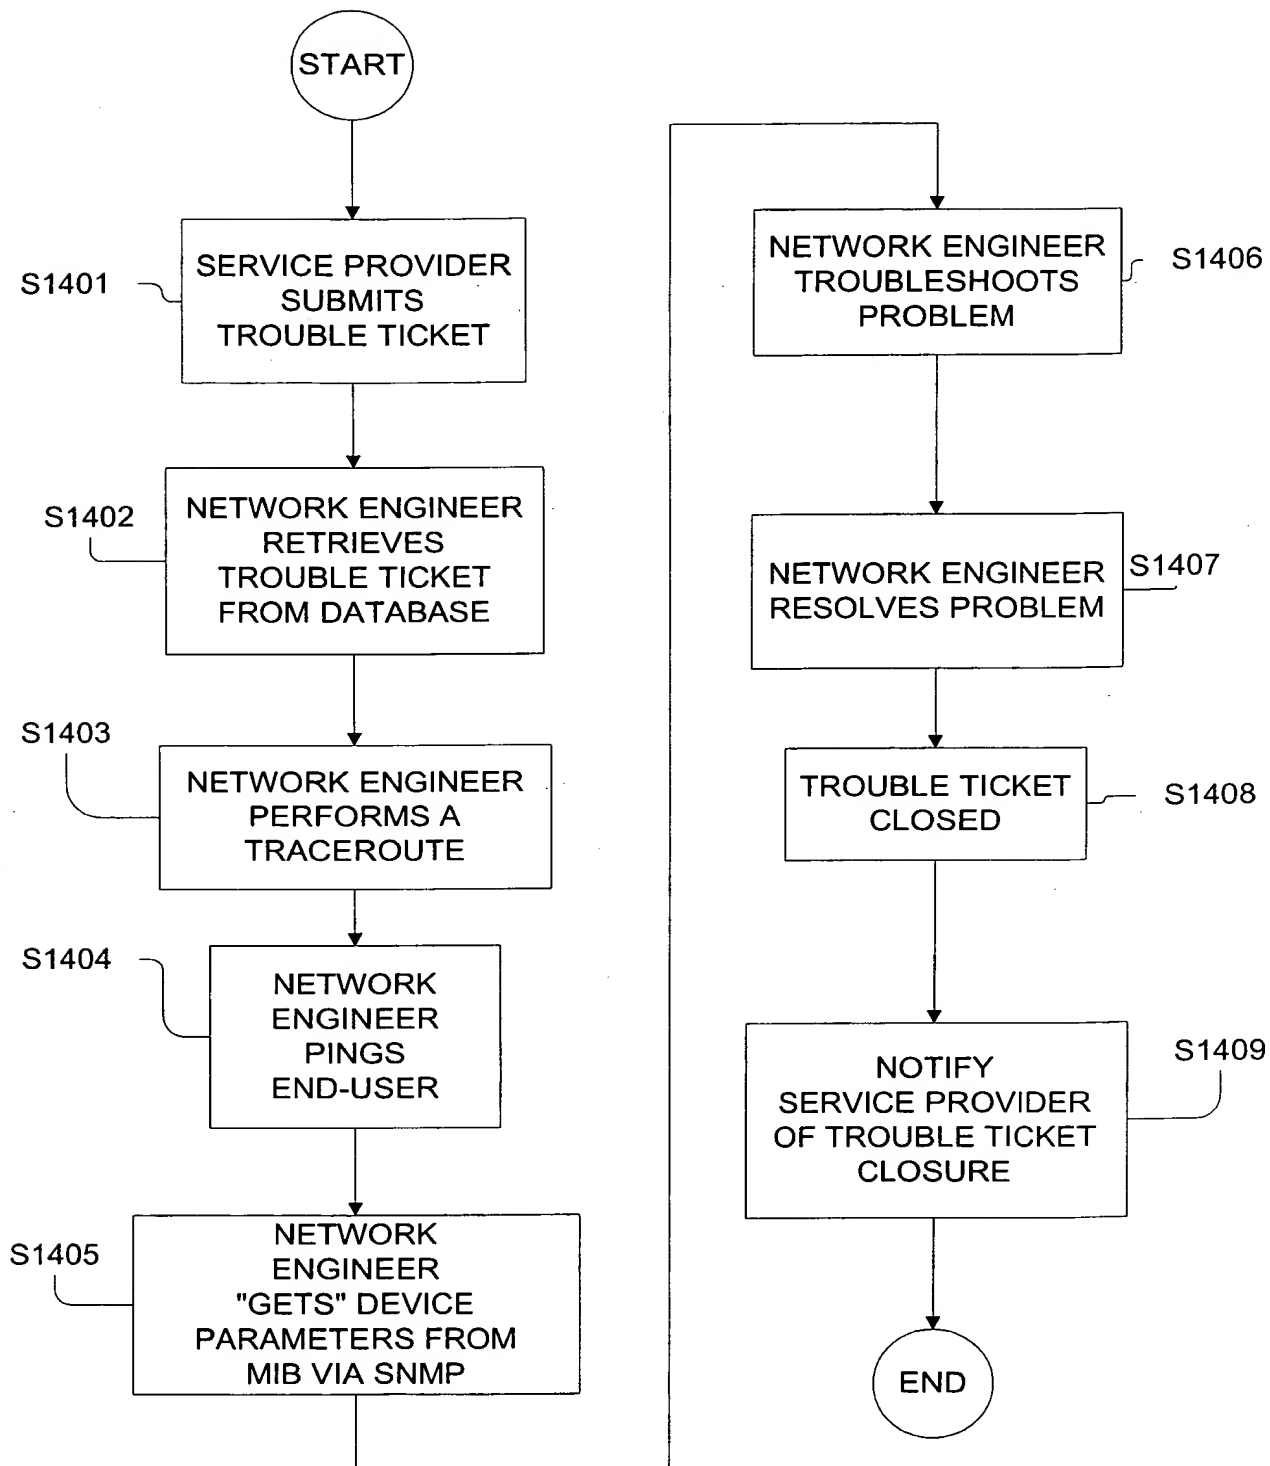 START
S1401
SERVICE PROVIDER
SUBMITS
TROUBLE TICKET
S1402
NETWORK ENGINEER
RETRIEVES
TROUBLE TICKET
FROM DATABASE
S1403
NETWORK ENGINEER
PERFORMS A
TRACEROUTE
S1404
NETWORK
ENGINEER
PINGS
END-USER
S1405
NETWORK
ENGINEER
"GETS" DEVICE
PARAMETERS FROM
MIB VIA SNMP
NETWORK ENGINEER
TROUBLESHOOTS
PROBLEM
S1406
NETWORK ENGINEER
RESOLVES PROBLEM
S1407
TROUBLE TICKET
CLOSED
S1408
NOTIFY
SERVICE PROVIDER
OF TROUBLE TICKET
CLOSURE
S1409
END